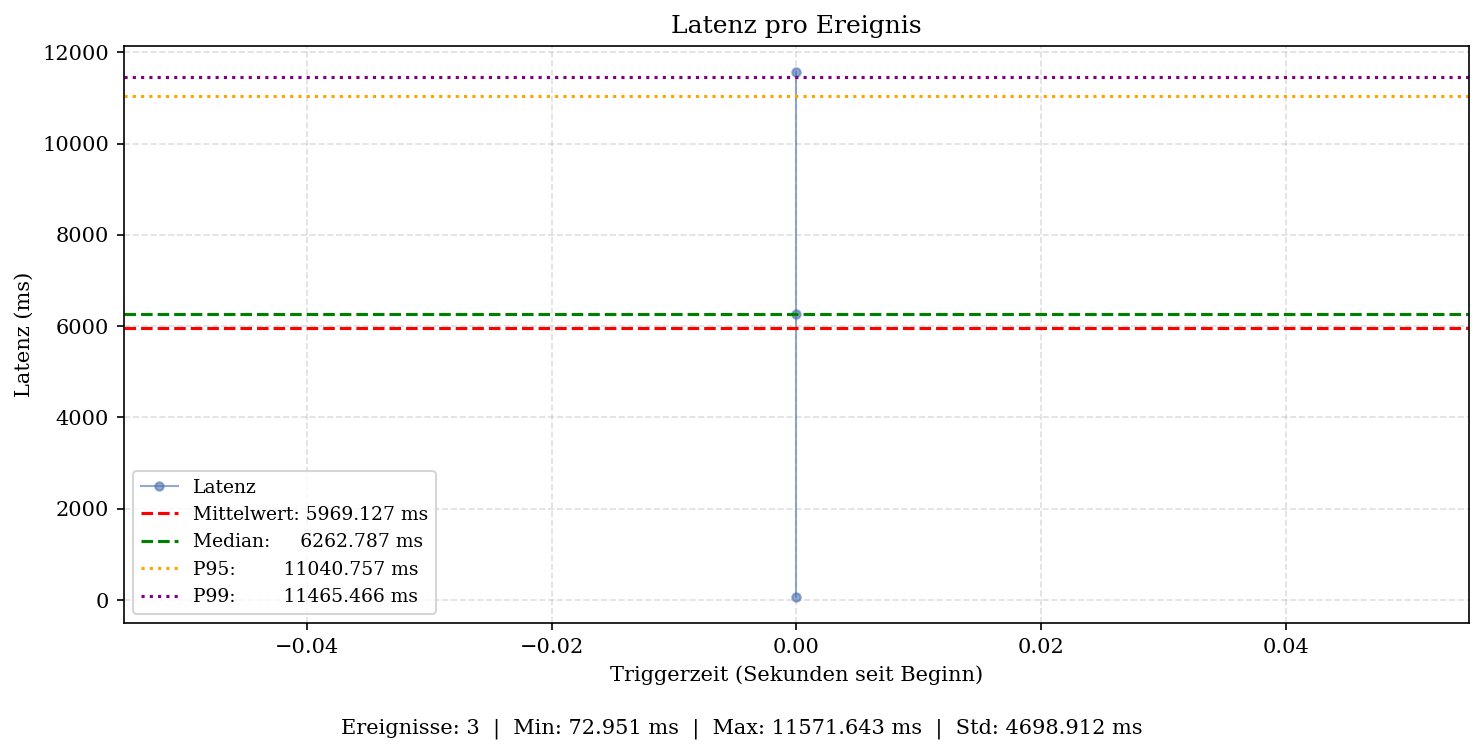 Latenz pro Ereignis
12000
10000
8000
6000
4000
2000
0
Latenz (ms)
Latenz
Mittelwert: 5969.127 ms
Median: 6262.787 ms
P95: 11040.757 ms
P99: 11465.466 ms
−0.04 −0.02 0.00 0.02 0.04
Triggerzeit (Sekunden seit Beginn)
Ereignisse: 3 | Min: 72.951 ms | Max: 11571.643 ms | Std: 4698.912 ms